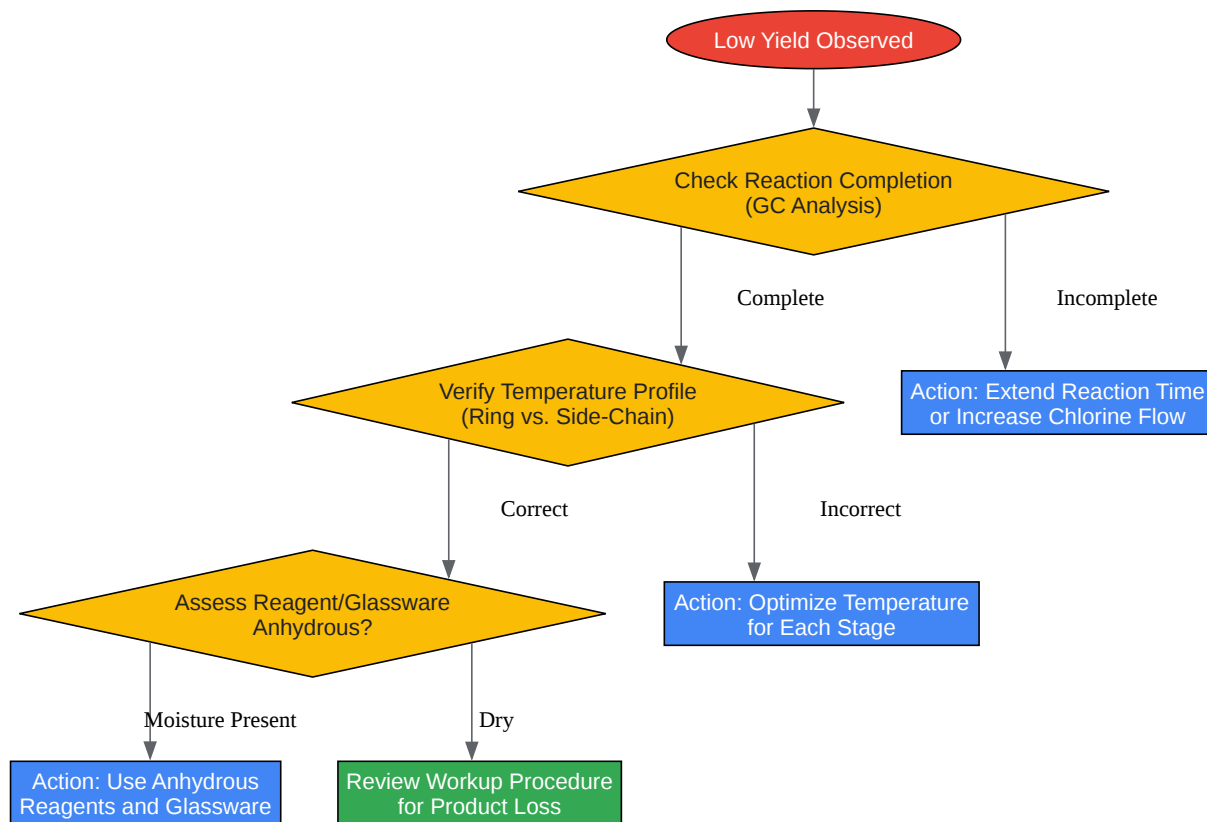 Low Yield Observed
Check Reaction Completion
(GC Analysis)
Complete
Incomplete
Verify Temperature Profile
(Ring vs. Side-Chain)
Action: Extend Reaction Time
or Increase Chlorine Flow
Correct
Incorrect
Assess Reagent/Glassware
Anhydrous?
Action: Optimize Temperature
for Each Stage
Moisture Present
Dry
Action: Use Anhydrous
Reagents and Glassware
Review Workup Procedure
for Product Loss